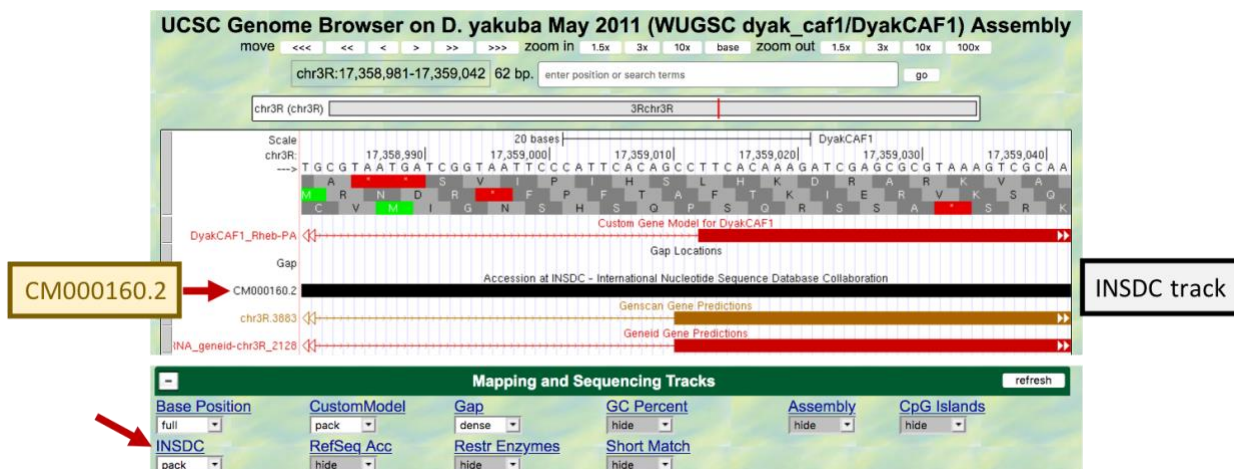 UCSC Genome Browser on D. yakuba May 2011 (WUGSC dyak_caf1/DyakCAF1) Assembly
move <<< << < > >> >>> zoom in 1.5x 3x 10x base zoom out 1.5x 3x 10x 100x
chr3R:17,358,981-17,359,042 62 bp. enter position or search terms go
chr3R (chr3R) 3Rchr3R
Scale 20 bases DyakCAF1
chr3R: 17,358,990 17,359,000 17,359,010 17,359,020 17,359,030 17,359,040
---> T G C G T A A T G A T C G G T A A T T C C C A T T C A C A G C C T T C A C A A A G A T C G A G C G C G T A A A G T C G C A A
A * * S V I P I H S L H K D R A R K V A
M R N D R * F P F T A F T K I E R V K S Q
C V M I G N S H S Q P S Q R S S A * S R K
Custom Gene Model for DyakCAF1
DyakCAF1_Rheb-PA
Gap Locations
Gap
Accession at INSDC - International Nucleotide Sequence Database Collaboration
CM000160.2
CM000160.2
INSDC track
Genscan Gene Predictions
chr3R.3883
Geneid Gene Predictions
INA_geneid-chr3R_2128
- Mapping and Sequencing Tracks refresh
Base Position CustomModel Gap GC Percent Assembly CpG Islands
full pack dense hide hide hide
INSDC RefSeq Acc Restr Enzymes Short Match
pack hide hide hide